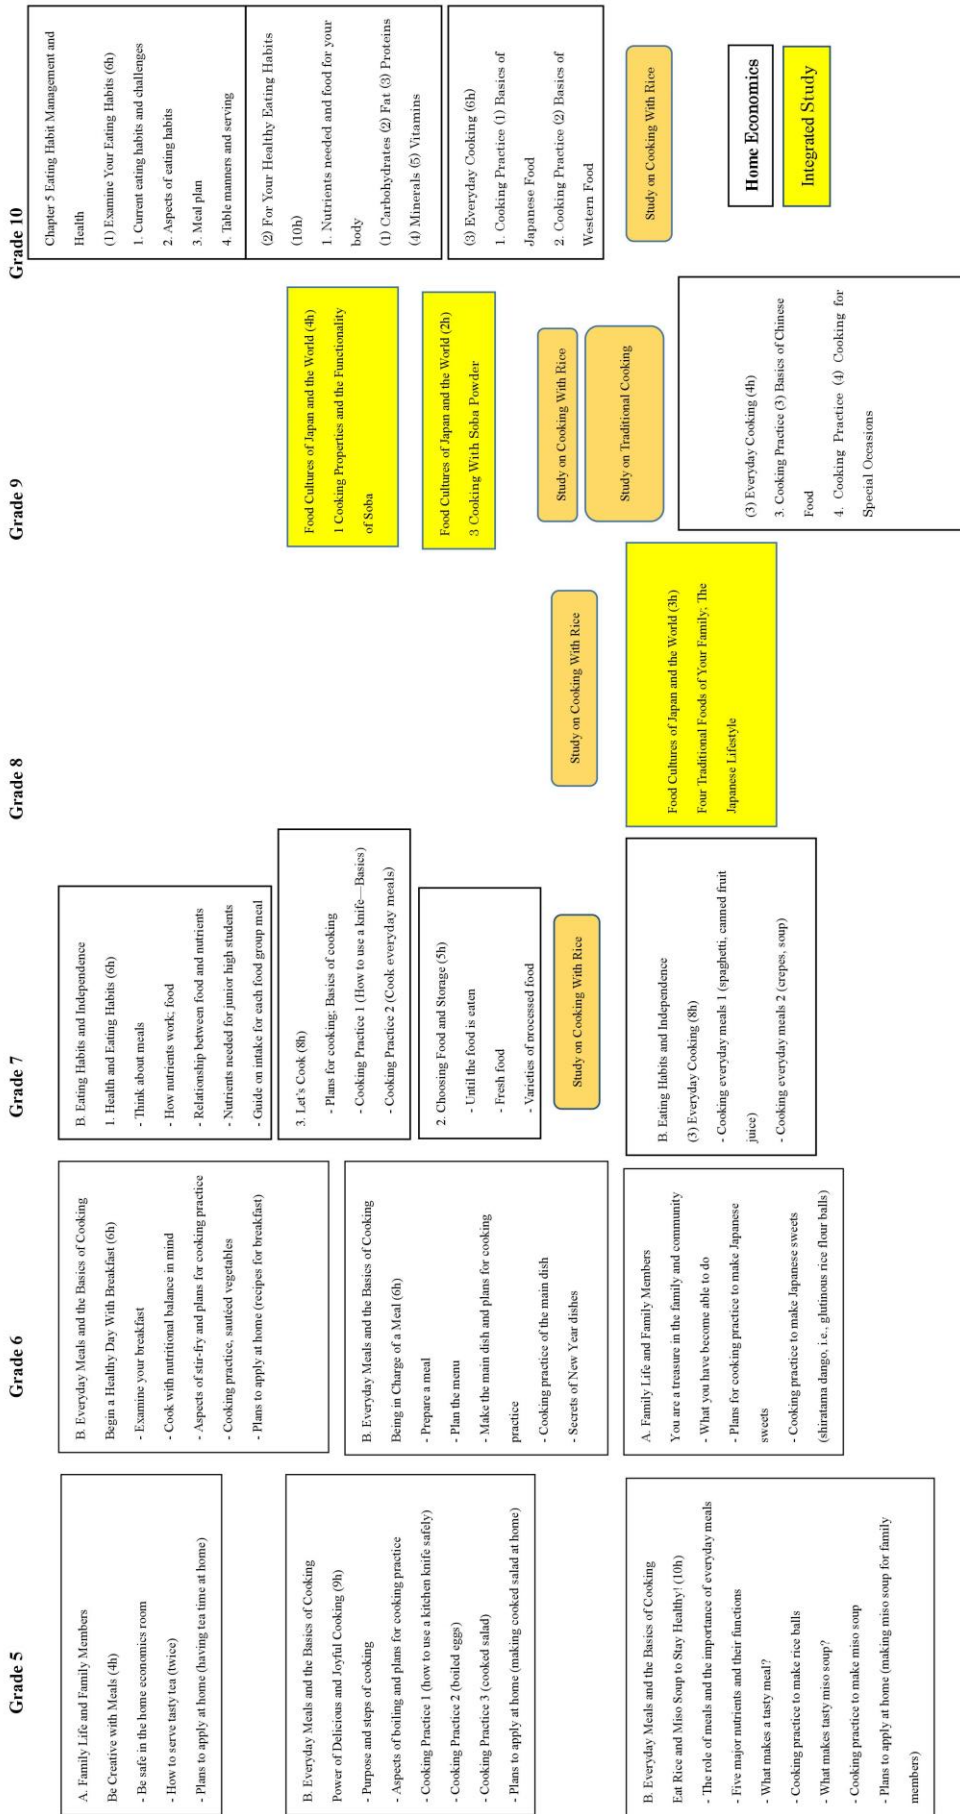 Grade 5
A. Family Life and Family Members
Be Creative with Meals (4h)
- Be safe in the home economics room
- How to serve tasty tea (twice)
- Plans to apply at home (having tea time at home)
B. Everyday Meals and the Basics of Cooking
Power of Delicious and Joyful Cooking (9h)
- Purpose and steps of cooking
- Aspects of boiling and plans for cooking practice
- Cooking Practice 1 (how to use a kitchen knife safely)
- Cooking Practice 2 (boiled eggs)
- Cooking Practice 3 (cooked salad)
- Plans to apply at home (making cooked salad at home)
B. Everyday Meals and the Basics of Cooking
Eat Rice and Miso Soup to Stay Healthy! (10h)
- The role of meals and the importance of everyday meals
- Five major nutrients and their functions
- What makes a tasty meal?
- Cooking practice to make rice balls
- What makes tasty miso soup?
- Cooking practice to make miso soup
- Plans to apply at home (making miso soup for family
members)
Grade 6
B. Everyday Meals and the Basics of Cooking
Begin a Healthy Day With Breakfast (6h)
- Examine your breakfast
- Cook with nutritional balance in mind
- Aspects of stir-fry and plans for cooking practice
- Cooking practice, sautéed vegetables
- Plans to apply at home (recipes for breakfast)
B. Everyday Meals and the Basics of Cooking
Being in Charge of a Meal (6h)
- Prepare a meal
- Plan the menu
- Make the main dish and plans for cooking
practice
- Cooking practice of the main dish
- Secrets of New Year dishes
A. Family Life and Family Members
You are a treasure in the family and community
- What you have become able to do
- Plans for cooking practice to make Japanese
sweets
- Cooking practice to make Japanese sweets
(shiratama dango, i.e., glutinous rice flour balls)
Grade 7
B. Eating Habits and Independence
1. Health and Eating Habits (6h)
- Think about meals
- How nutrients work; food
- Relationship between food and nutrients
- Nutrients needed for junior high students
- Guide on intake for each food group meal
3. Let's Cook (8h)
- Plans for cooking; Basics of cooking
- Cooking Practice 1 (How to use a knife—Basics)
- Cooking Practice 2 (Cook everyday meals)
2. Choosing Food and Storage (5h)
- Until the food is eaten
- Fresh food
- Varieties of processed food
Study on Cooking With Rice
B. Eating Habits and Independence
(3) Everyday Cooking (8h)
- Cooking everyday meals 1 (spaghetti, canned fruit
juice)
- Cooking everyday meals 2 (crepes, soup)
Grade 8
Study on Cooking With Rice
Food Cultures of Japan and the World (3h)
Four Traditional Foods of Your Family; The
Japanese Lifestyle
Grade 9
Food Cultures of Japan and the World (4h)
1 Cooking Properties and the Functionality
of Soba
Food Cultures of Japan and the World (2h)
3 Cooking With Soba Powder
Study on Cooking With Rice
Study on Traditional Cooking
(3) Everyday Cooking (4h)
3. Cooking Practice (3) Basics of Chinese
Food
4. Cooking Practice (4) Cooking for
Special Occasions
Grade 10
Chapter 5 Eating Habit Management and
Health
(1) Examine Your Eating Habits (6h)
1. Current eating habits and challenges
2. Aspects of eating habits
3. Meal plan
4. Table manners and serving
(2) For Your Healthy Eating Habits
(10h)
1. Nutrients needed and food for your
body
(1) Carbohydrates (2) Fat (3) Proteins
(4) Minerals (5) Vitamins
(3) Everyday Cooking (6h)
1. Cooking Practice (1) Basics of
Japanese Food
2. Cooking Practice (2) Basics of
Western Food
Study on Cooking With Rice
Home Economics
Integrated Study